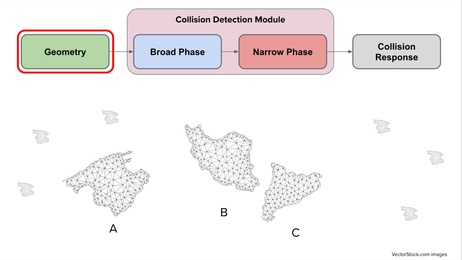 Collision Detection Module
Geometry
Broad Phase
Narrow Phase
Collision
Response
A
B
C
VectorStock.com images